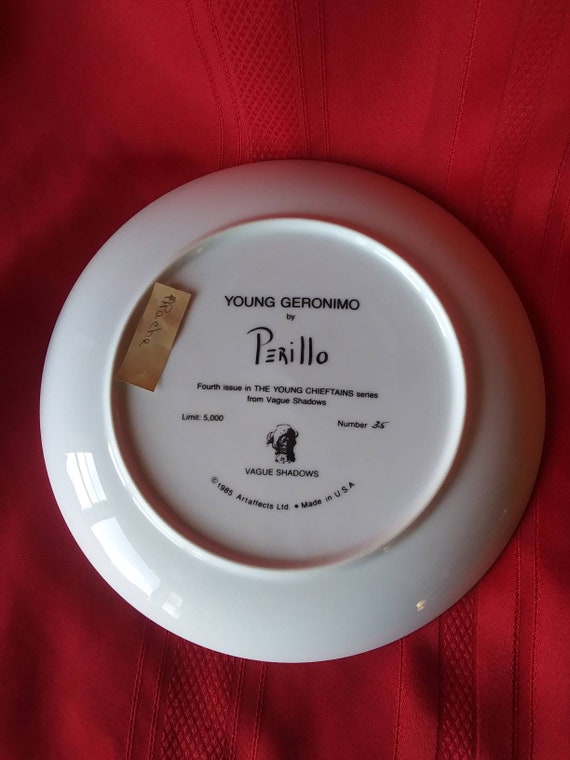 YOUNG GERONIMO
by
PERillo
Fourth issue in THE YOUNG CHIEFTAINS series
from Vague Shadows
Limit: 5,000 Number 35
VAGUE SHADOWS
©1985 Artaffects Ltd. • Made in U.S.A.
Apache